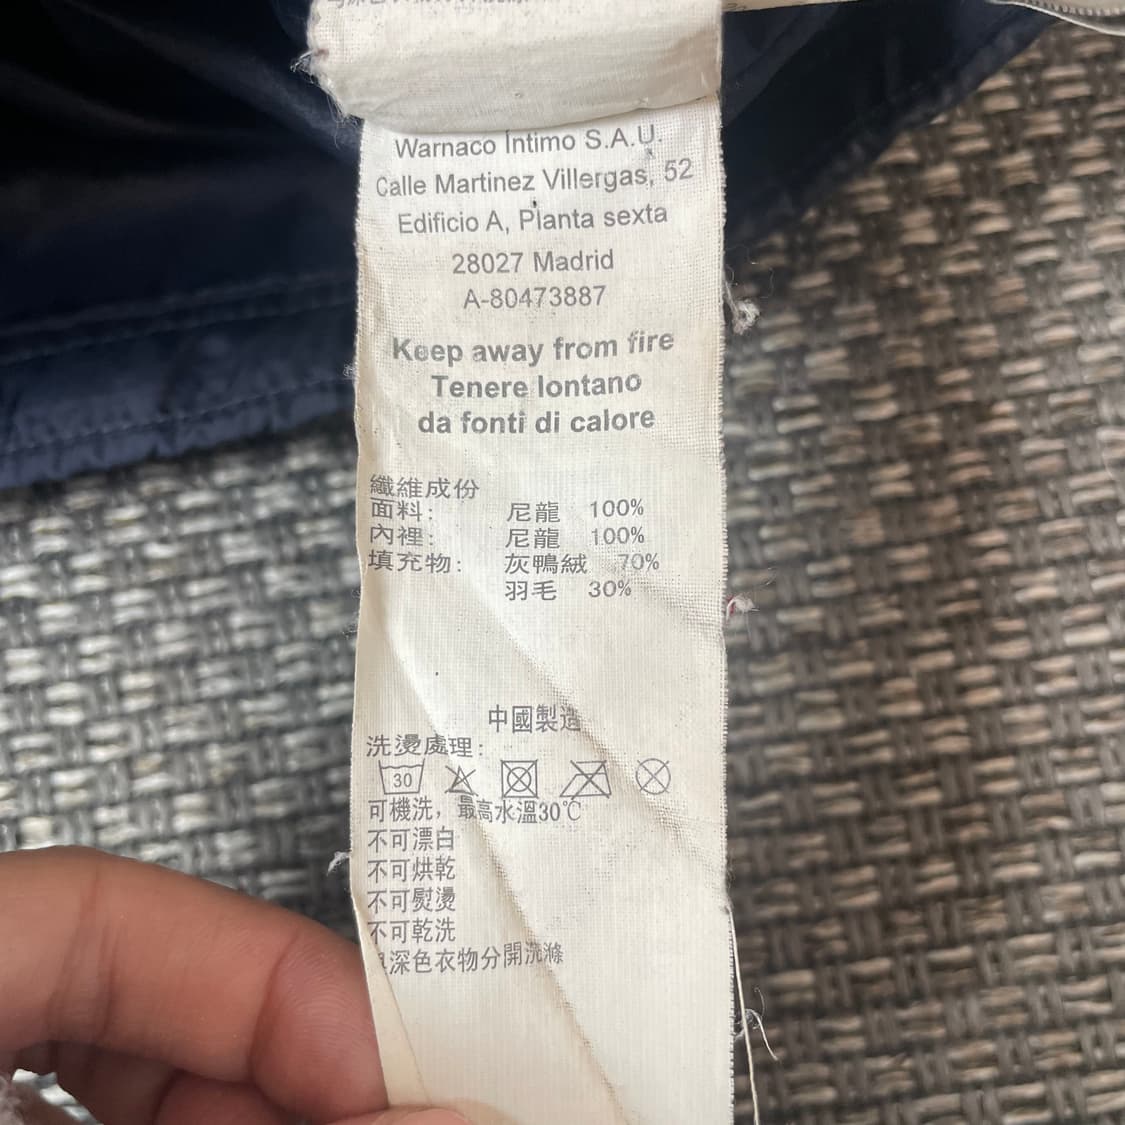 Warnaco Íntimo S.A.U.
Calle Martinez Villergas, 52
Edificio A, Planta sexta
28027 Madrid
A-80473887
Keep away from fire
Tenere lontano
da fonti di calore
纖維成份
面料: 尼龍 100%
內裡: 尼龍 100%
填充物: 灰鴨絨 70%
羽毛 30%
中國製造
洗燙處理:
30
可機洗，最高水溫30℃
不可漂白
不可烘乾
不可熨燙
不可乾洗
深色衣物分開洗滌